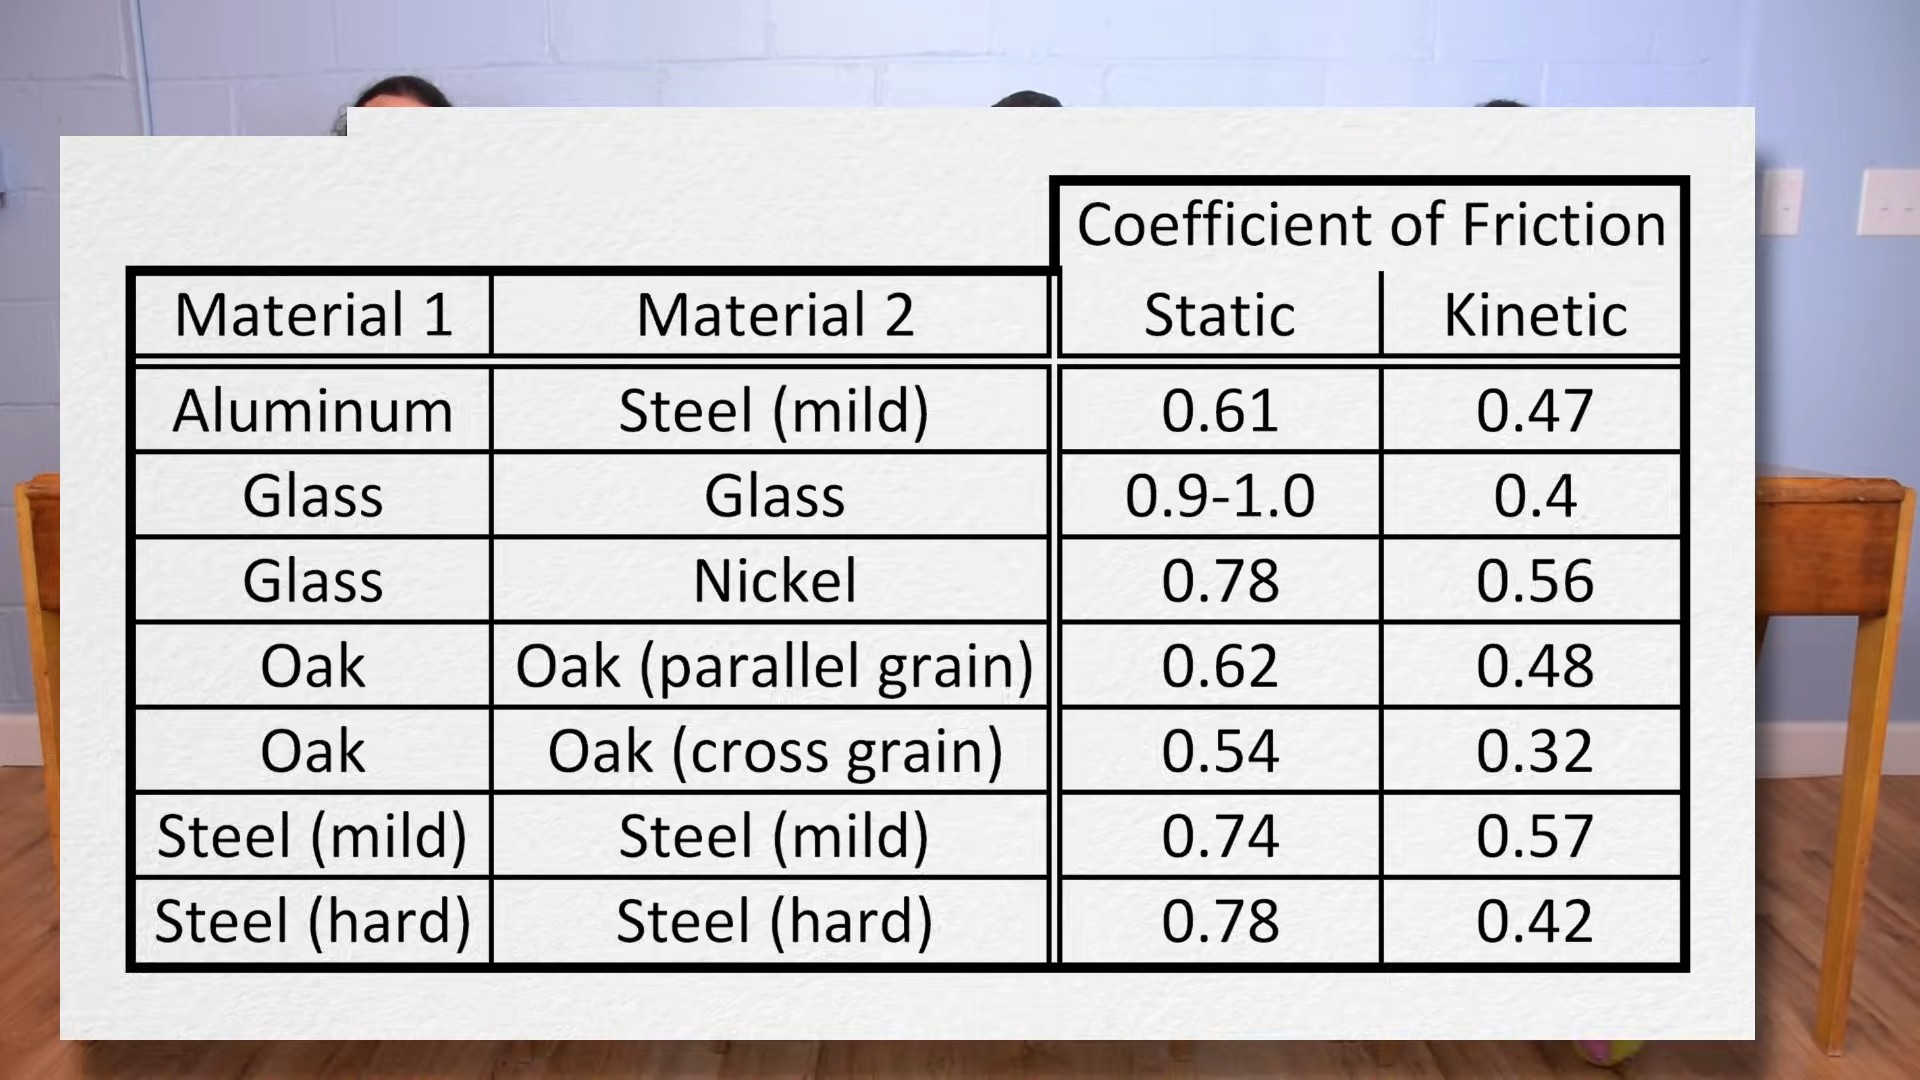 Coefficient of Friction
Material 1 Material 2 Static Kinetic
Aluminum Steel (mild) 0.61 0.47
Glass Glass 0.9-1.0 0.4
Glass Nickel 0.78 0.56
Oak Oak (parallel grain) 0.62 0.48
Oak Oak (cross grain) 0.54 0.32
Steel (mild) Steel (mild) 0.74 0.57
Steel (hard) Steel (hard) 0.78 0.42